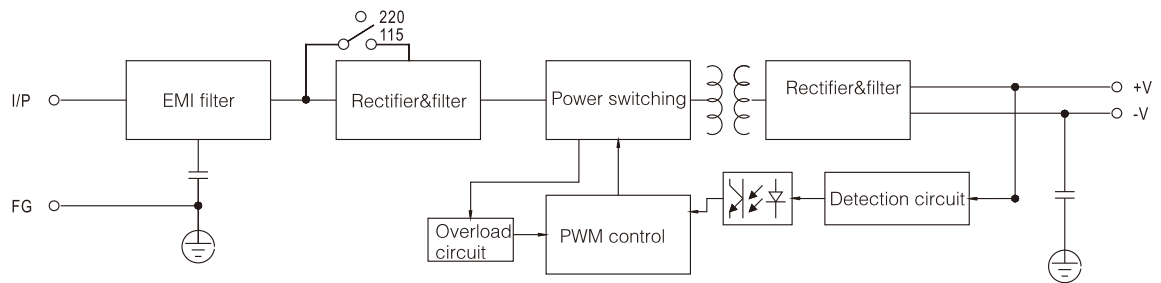 220
115
I/P
EMI filter
Rectifier&filter
Power switching
Rectifier&filter
+V
-V
FG
Overload
circuit
PWM control
Detection circuit